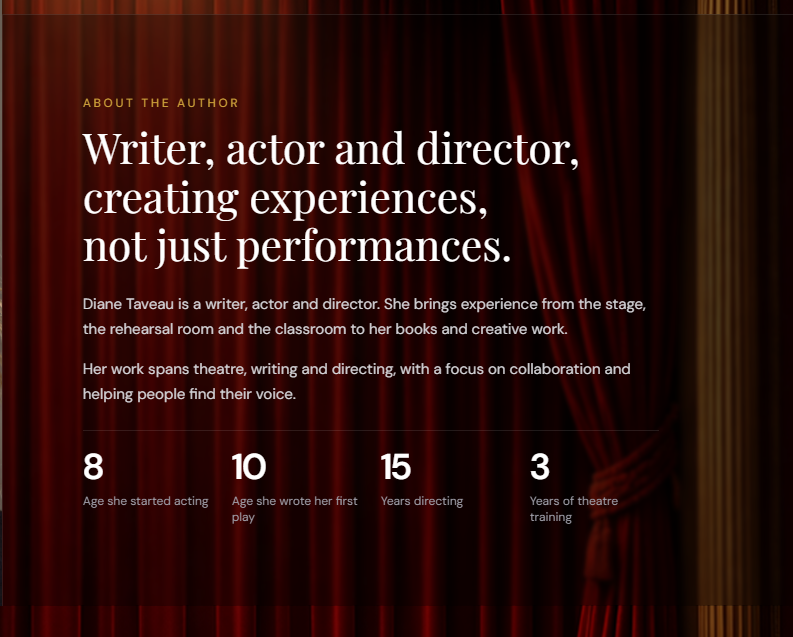 ABOUT THE AUTHOR
Writer, actor and director,
creating experiences,
not just performances.
Diane Taveau is a writer, actor and director. She brings experience from the stage,
the rehearsal room and the classroom to her books and creative work.
Her work spans theatre, writing and directing, with a focus on collaboration and
helping people find their voice.
8
Age she started acting
10
Age she wrote her first
play
15
Years directing
3
Years of theatre
training